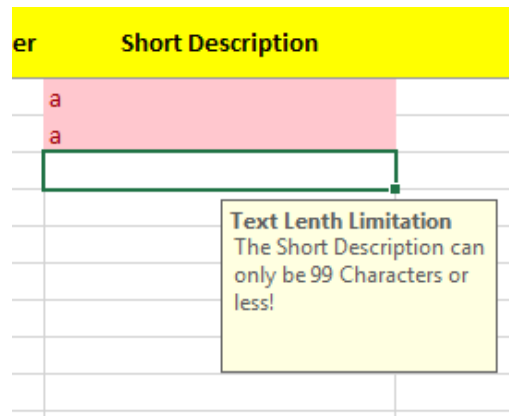 er Short Description
a
a
Text Lenth Limitation
The Short Description can
only be 99 Characters or
less!